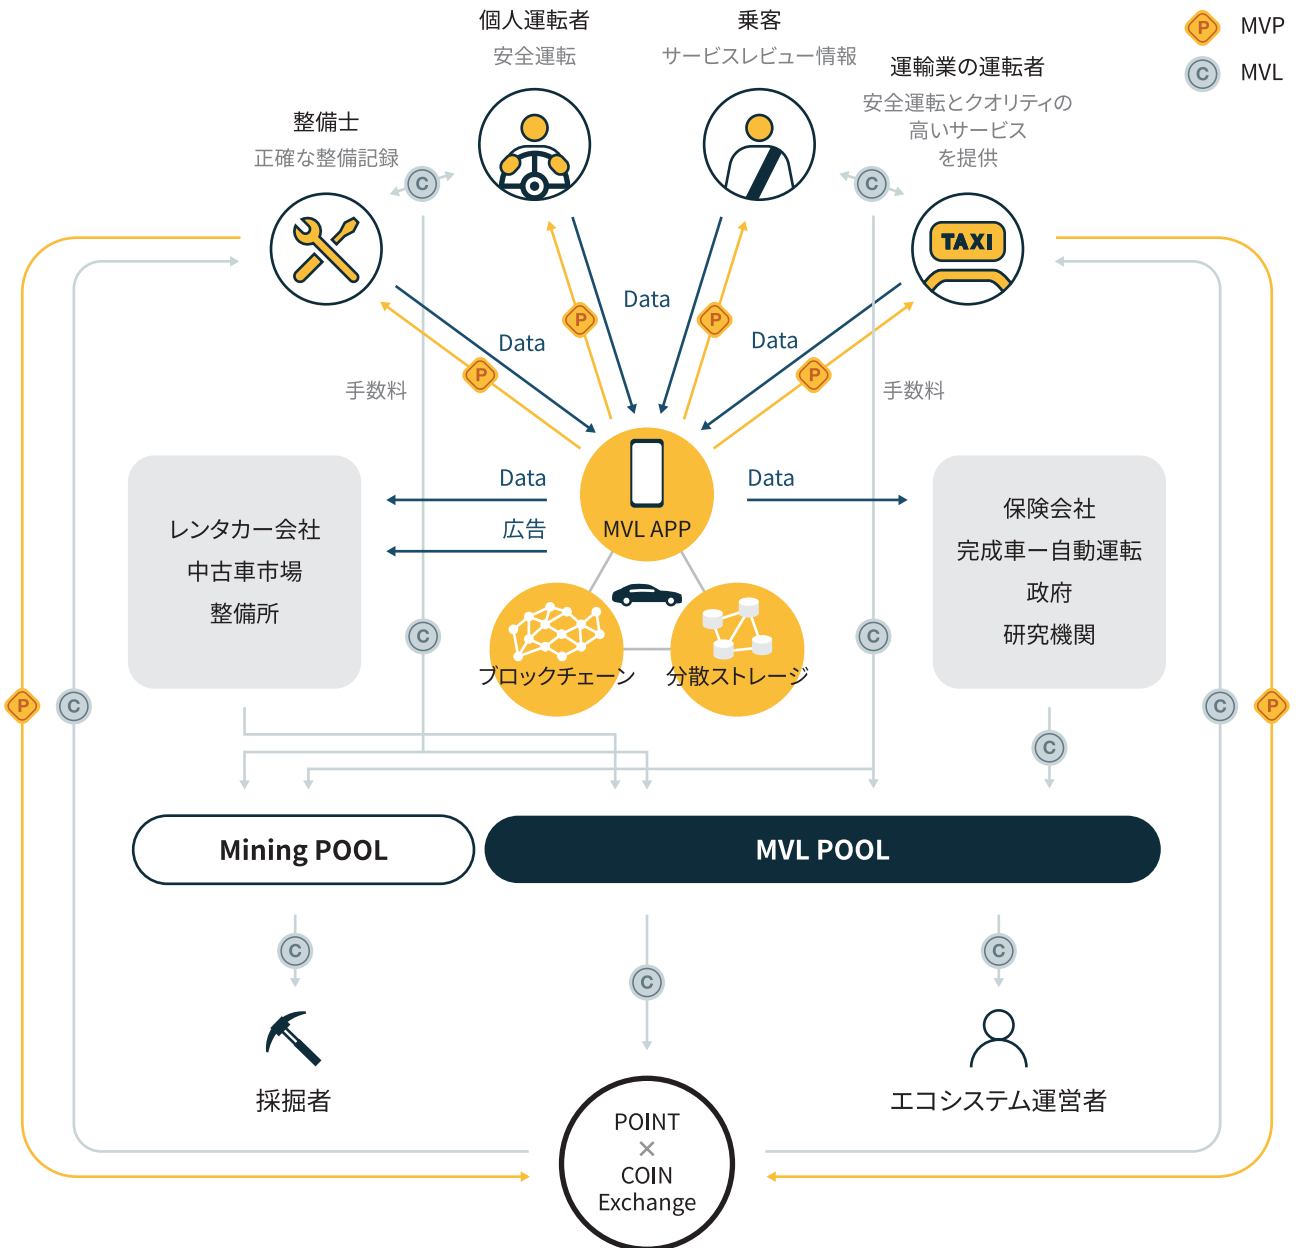 個人運転者
安全運転
乗客
サービスレビュー情報
P MVP
C MVL
運輸業の運転者
安全運転とクオリティの
高いサービス
を提供
整備士
正確な整備記録
C
C
TAXI
Data
Data
Data
P
P
P
P
手数料
手数料
Data
広告
Data
MVL APP
ブロックチェーン
分散ストレージ
レンタカー会社
中古車市場
整備所
保険会社
完成車ー自動運転
政府
研究機関
C
C
P
C
C
P
C
Mining POOL
MVL POOL
C
C
C
採掘者
エコシステム運営者
POINT
×
COIN
Exchange